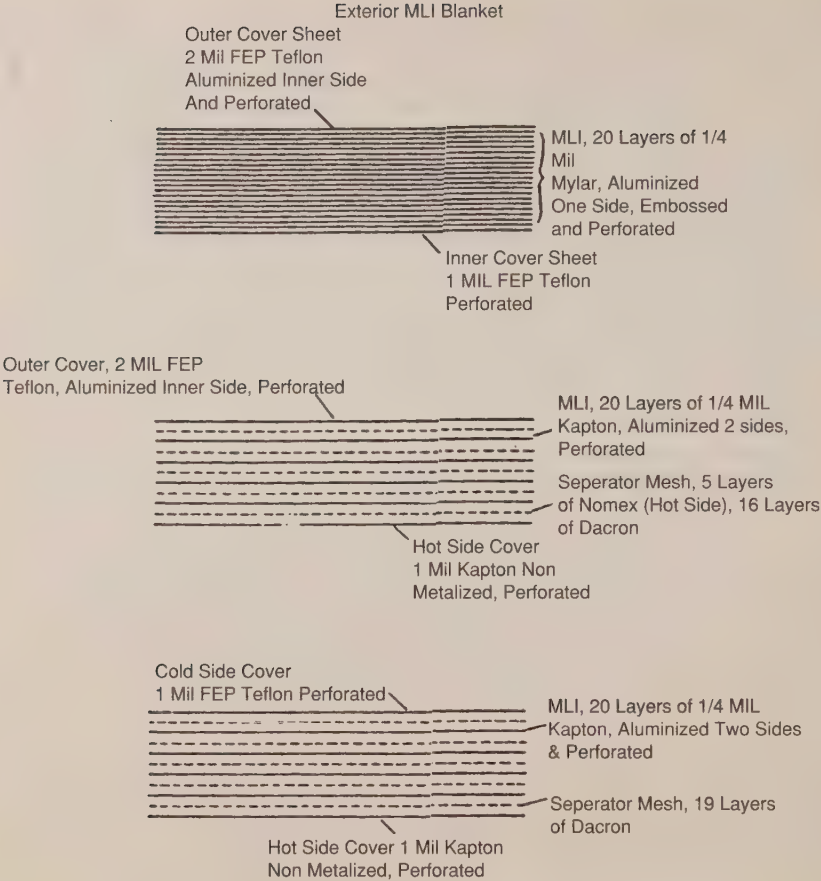 Exterior MLI Blanket
Outer Cover Sheet
2 Mil FEP Teflon
Aluminized Inner Side
And Perforated
MLI, 20 Layers of 1/4
Mil
Mylar, Aluminized
One Side, Embossed
and Perforated
Inner Cover Sheet
1 MIL FEP Teflon
Perforated
Outer Cover, 2 MIL FEP
Teflon, Aluminized Inner Side, Perforated
MLI, 20 Layers of 1/4 MIL
Kapton, Aluminized 2 sides,
Perforated
Seperator Mesh, 5 Layers
of Nomex (Hot Side), 16 Layers
of Dacron
Hot Side Cover
1 Mil Kapton Non
Metalized, Perforated
Cold Side Cover
1 Mil FEP Teflon Perforated
MLI, 20 Layers of 1/4 MIL
Kapton, Aluminized Two Sides
& Perforated
Seperator Mesh, 19 Layers
of Dacron
Hot Side Cover 1 Mil Kapton
Non Metalized, Perforated